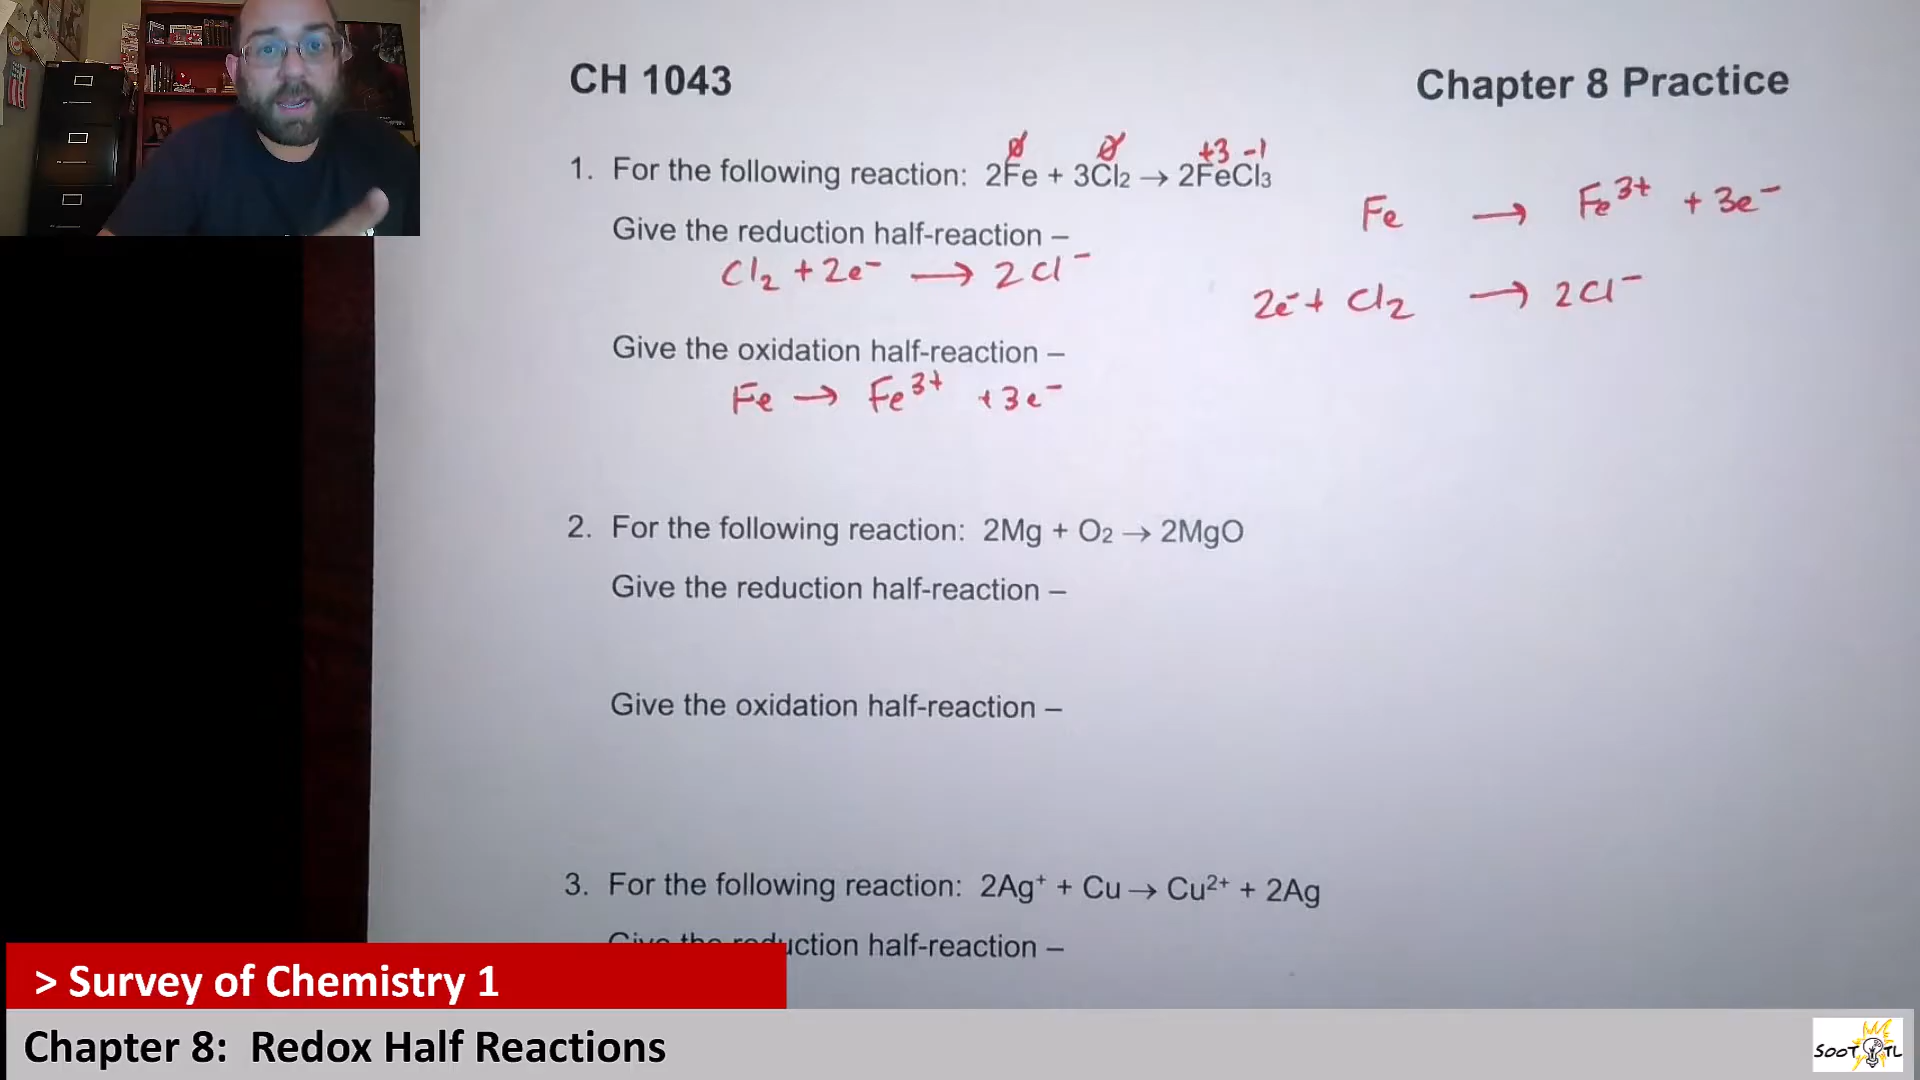 CH 1043
Chapter 8 Practice
0 0 +3 -1
1. For the following reaction: 2Fe + 3Cl₂ → 2FeCl₃
Fe → Fe³⁺ + 3e⁻
Give the reduction half-reaction –
Cl₂ + 2e⁻ → 2Cl⁻
2e⁻ + Cl₂ → 2Cl⁻
Give the oxidation half-reaction –
Fe → Fe³⁺ + 3e⁻
2. For the following reaction: 2Mg + O₂ → 2MgO
Give the reduction half-reaction –
Give the oxidation half-reaction –
3. For the following reaction: 2Ag⁺ + Cu → Cu²⁺ + 2Ag
Give the reduction half-reaction –
> Survey of Chemistry 1
Chapter 8: Redox Half Reactions
SOOTTL